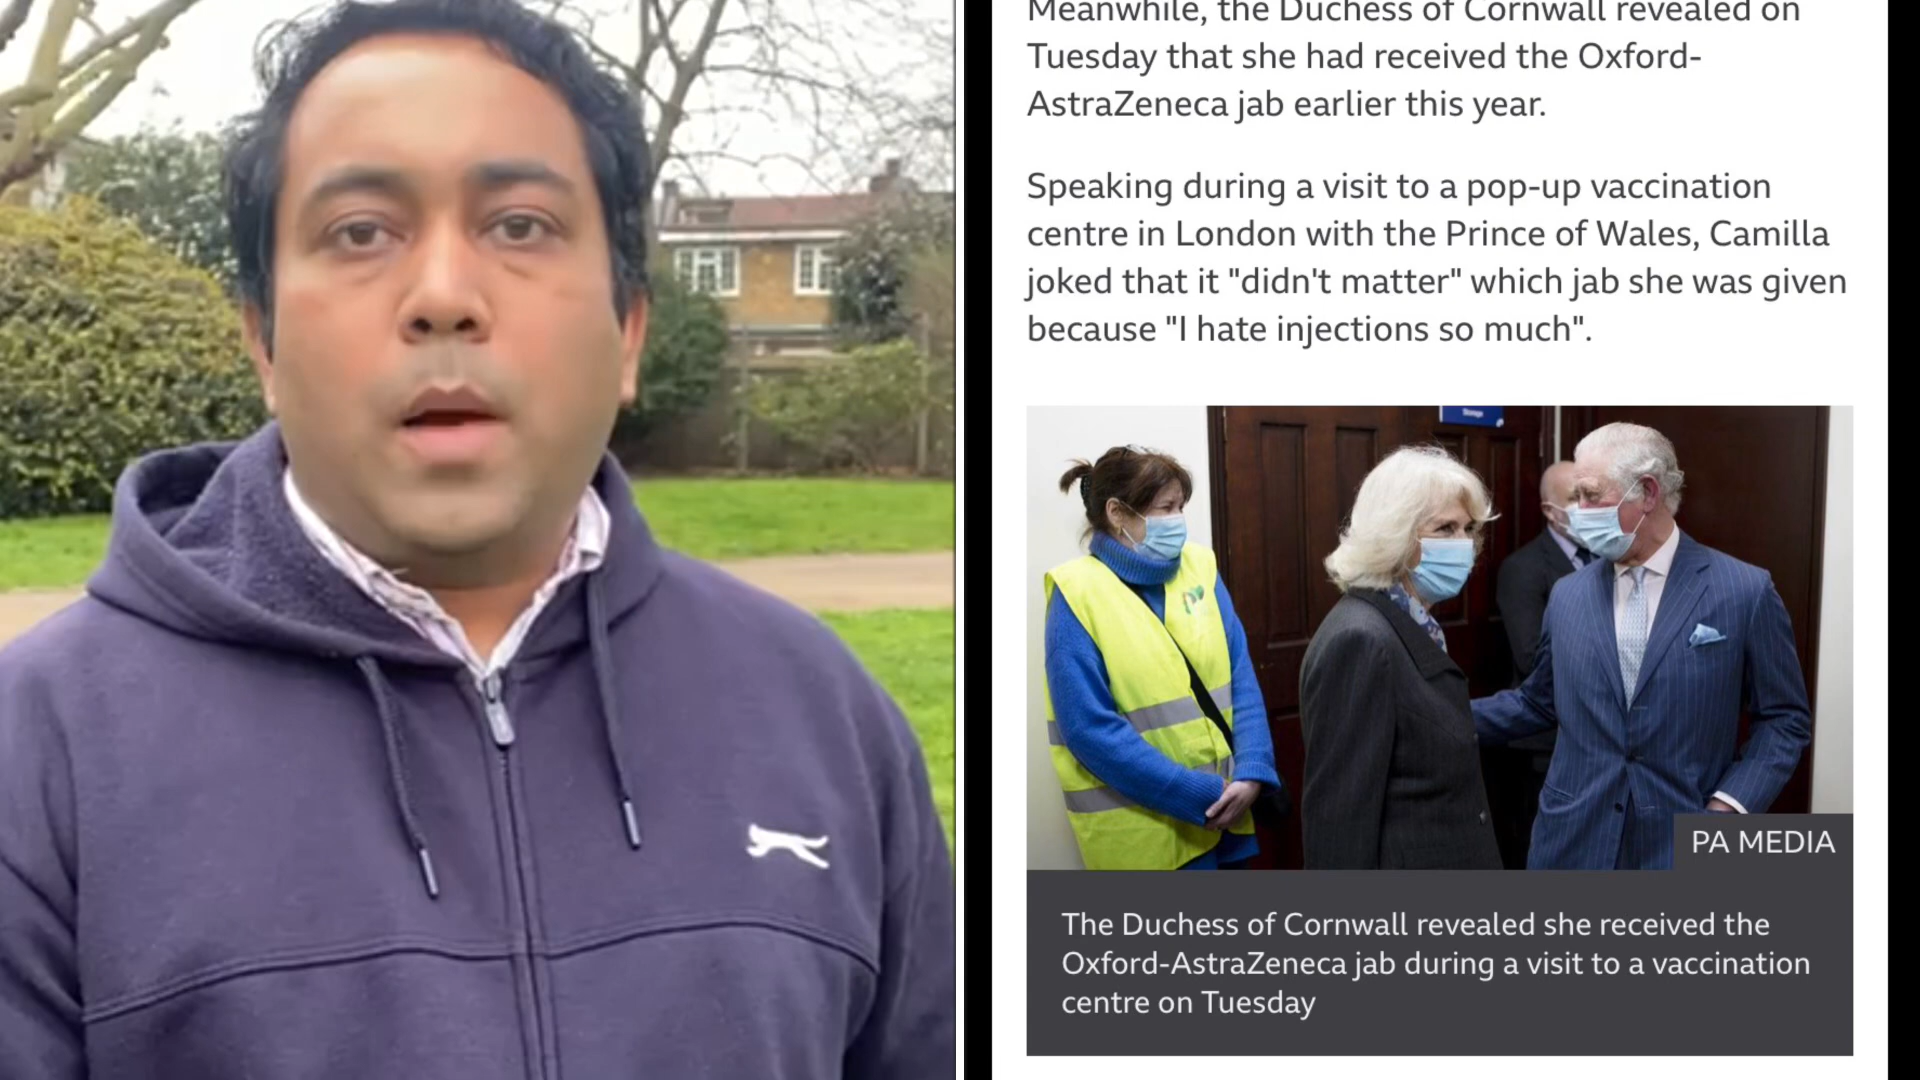 Meanwhile, the Duchess of Cornwall revealed on
Tuesday that she had received the Oxford-
AstraZeneca jab earlier this year.
Speaking during a visit to a pop-up vaccination
centre in London with the Prince of Wales, Camilla
joked that it "didn't matter" which jab she was given
because "I hate injections so much".
Storage
PA MEDIA
The Duchess of Cornwall revealed she received the
Oxford-AstraZeneca jab during a visit to a vaccination
centre on Tuesday